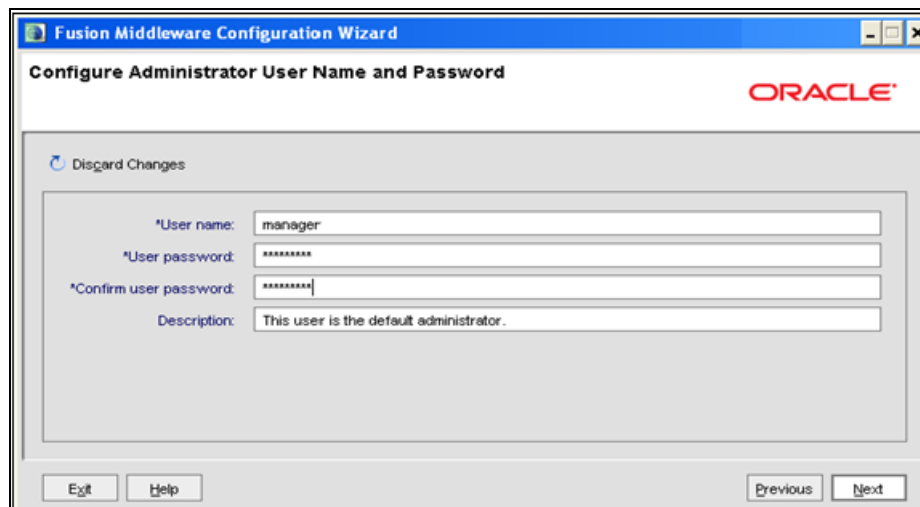 Fusion Middleware Configuration Wizard
Configure Administrator User Name and Password
ORACLE
Discard Changes
*User name: manager
*User password: *********
*Confirm user password: *********
Description: This user is the default administrator.
Exit Help Previous Next